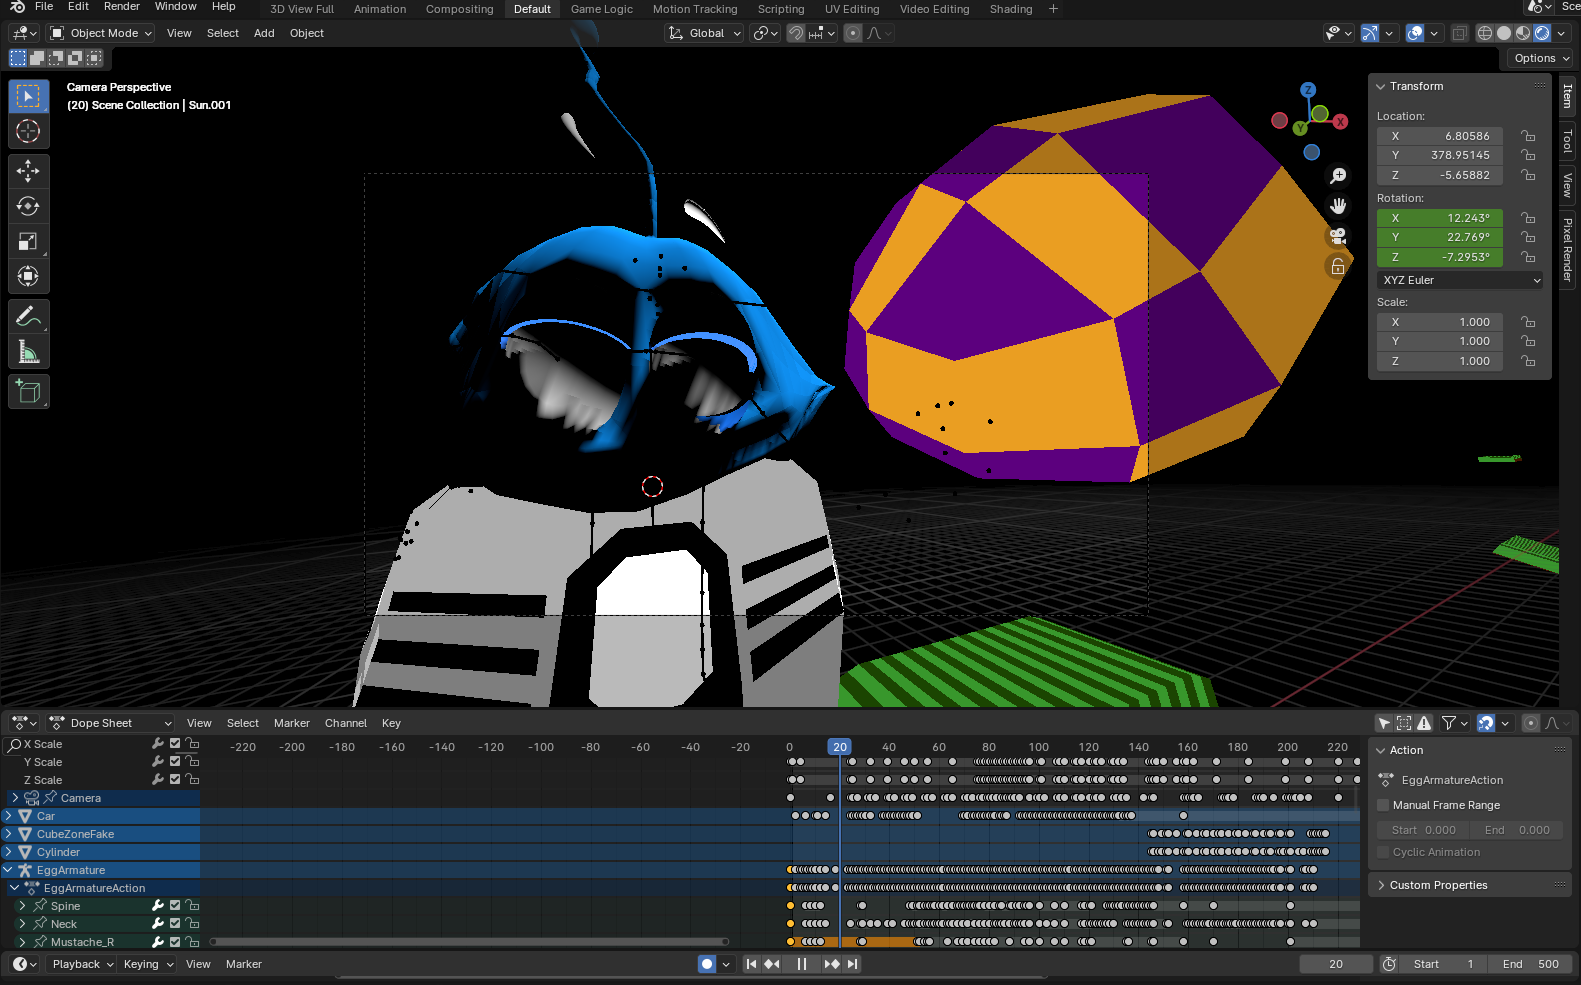 File Edit Render Window Help 3D View Full Animation Compositing Default Game Logic Motion Tracking Scripting UV Editing Video Editing Shading + Sce
Object Mode View Select Add Object Global
Options
Camera Perspective
(20) Scene Collection | Sun.001
Z
X
Y
Transform
Location:
X 6.80586
Y 378.95145
Z -5.65882
Rotation:
X 12.243°
Y 22.769°
Z -7.2953°
XYZ Euler
Scale:
X 1.000
Y 1.000
Z 1.000
Item
Tool
View
Pixel Render
Dope Sheet View Select Marker Channel Key
-220 -200 -180 -160 -140 -120 -100 -80 -60 -40 -20 0 20 40 60 80 100 120 140 160 180 200 220
X Scale
Y Scale
Z Scale
Camera
Car
CubeZoneFake
Cylinder
EggArmature
EggArmatureAction
Spine
Neck
Mustache_R
Action
EggArmatureAction
Manual Frame Range
Start 0.000 End 0.000
Cyclic Animation
Custom Properties
Playback Keying View Marker 20 Start 1 End 500